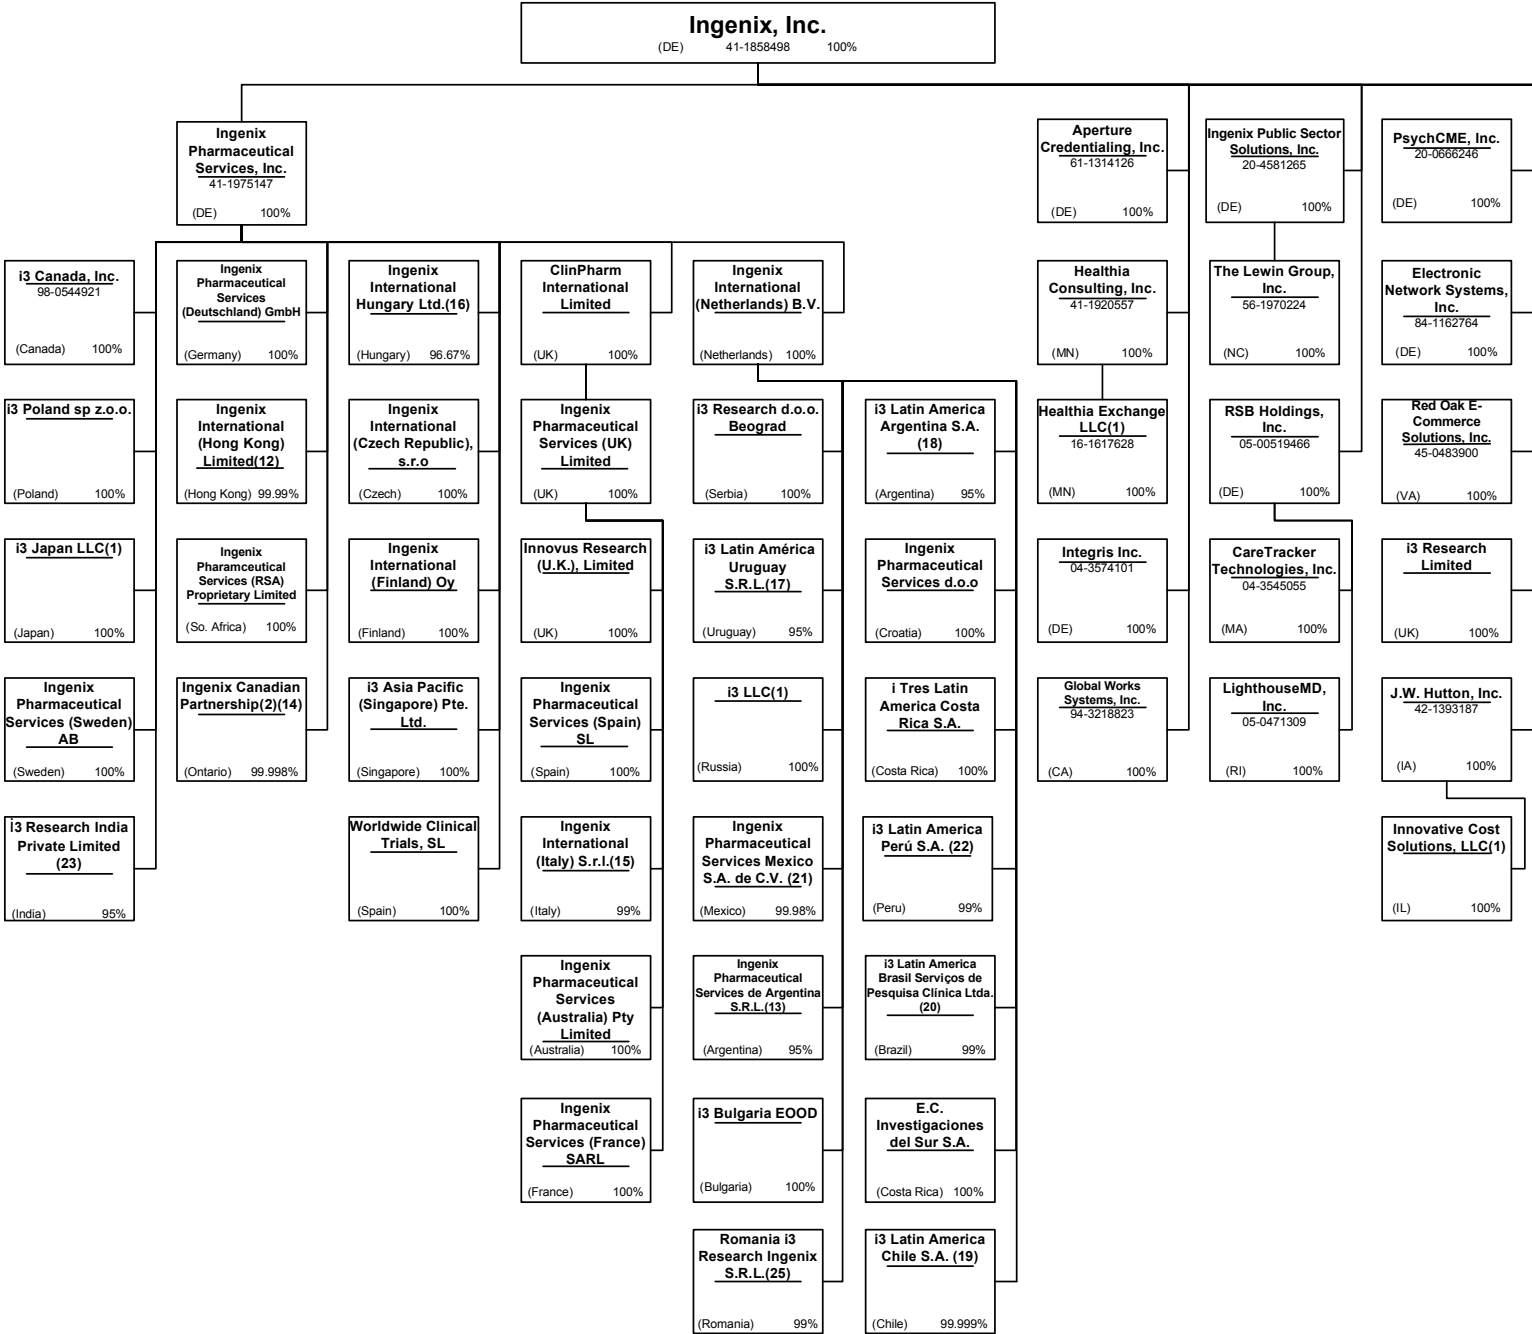 Ingenix, Inc.
(DE) 41-1858498 100%
Ingenix
Pharmaceutical
Services, Inc.
41-1975147
(DE) 100%
Aperture
Credentialing, Inc.
61-1314126
(DE) 100%
Ingenix Public Sector
Solutions, Inc.
20-4581265
(DE) 100%
PsychCME, Inc.
20-0666246
(DE) 100%
i3 Canada, Inc.
98-0544921
(Canada) 100%
Ingenix
Pharmaceutical
Services
(Deutschland) GmbH
(Germany) 100%
Ingenix
International
Hungary Ltd.(16)
(Hungary) 96.67%
ClinPharm
International
Limited
(UK) 100%
Ingenix
International
(Netherlands) B.V.
(Netherlands) 100%
Healthia
Consulting, Inc.
41-1920557
(MN) 100%
The Lewin Group,
Inc.
56-1970224
(NC) 100%
Electronic
Network Systems,
Inc.
84-1162764
(DE) 100%
i3 Poland sp z.o.o.
(Poland) 100%
Ingenix
International
(Hong Kong)
Limited(12)
(Hong Kong) 99.99%
Ingenix
International
(Czech Republic),
s.r.o
(Czech) 100%
Ingenix
Pharmaceutical
Services (UK)
Limited
(UK) 100%
i3 Research d.o.o.
Beograd
(Serbia) 100%
i3 Latin America
Argentina S.A.
(18)
(Argentina) 95%
Healthia Exchange
LLC(1)
16-1617628
(MN) 100%
RSB Holdings,
Inc.
05-00519466
(DE) 100%
Red Oak E-
Commerce
Solutions, Inc.
45-0483900
(VA) 100%
i3 Japan LLC(1)
(Japan) 100%
Ingenix
Pharamceutical
Services (RSA)
Proprietary Limited
(So. Africa) 100%
Ingenix
International
(Finland) Oy
(Finland) 100%
Innovus Research
(U.K.), Limited
(UK) 100%
i3 Latin América
Uruguay
S.R.L.(17)
(Uruguay) 95%
Ingenix
Pharmaceutical
Services d.o.o
(Croatia) 100%
Integris Inc.
04-3574101
(DE) 100%
CareTracker
Technologies, Inc.
04-3545055
(MA) 100%
i3 Research
Limited
(UK) 100%
Ingenix
Pharmaceutical
Services (Sweden)
AB
(Sweden) 100%
Ingenix Canadian
Partnership(2)(14)
(Ontario) 99.998%
i3 Asia Pacific
(Singapore) Pte.
Ltd.
(Singapore) 100%
Ingenix
Pharmaceutical
Services (Spain)
SL
(Spain) 100%
i3 LLC(1)
(Russia) 100%
i Tres Latin
America Costa
Rica S.A.
(Costa Rica) 100%
Global Works
Systems, Inc.
94-3218823
(CA) 100%
LighthouseMD,
Inc.
05-0471309
(RI) 100%
J.W. Hutton, Inc.
42-1393187
(IA) 100%
i3 Research India
Private Limited
(23)
(India) 95%
Worldwide Clinical
Trials, SL
(Spain) 100%
Ingenix
International
(Italy) S.r.l.(15)
(Italy) 99%
Ingenix
Pharmaceutical
Services Mexico
S.A. de C.V. (21)
(Mexico) 99.98%
i3 Latin America
Perú S.A. (22)
(Peru) 99%
Innovative Cost
Solutions, LLC(1)
(IL) 100%
Ingenix
Pharmaceutical
Services
(Australia) Pty
Limited
(Australia) 100%
Ingenix
Pharmaceutical
Services de Argentina
S.R.L.(13)
(Argentina) 95%
i3 Latin America
Brasil Serviços de
Pesquisa Clínica Ltda.
(20)
(Brazil) 99%
Ingenix
Pharmaceutical
Services (France)
SARL
(France) 100%
i3 Bulgaria EOOD
(Bulgaria) 100%
E.C.
Investigaciones
del Sur S.A.
(Costa Rica) 100%
Romania i3
Research Ingenix
S.R.L.(25)
(Romania) 99%
i3 Latin America
Chile S.A. (19)
(Chile) 99.999%